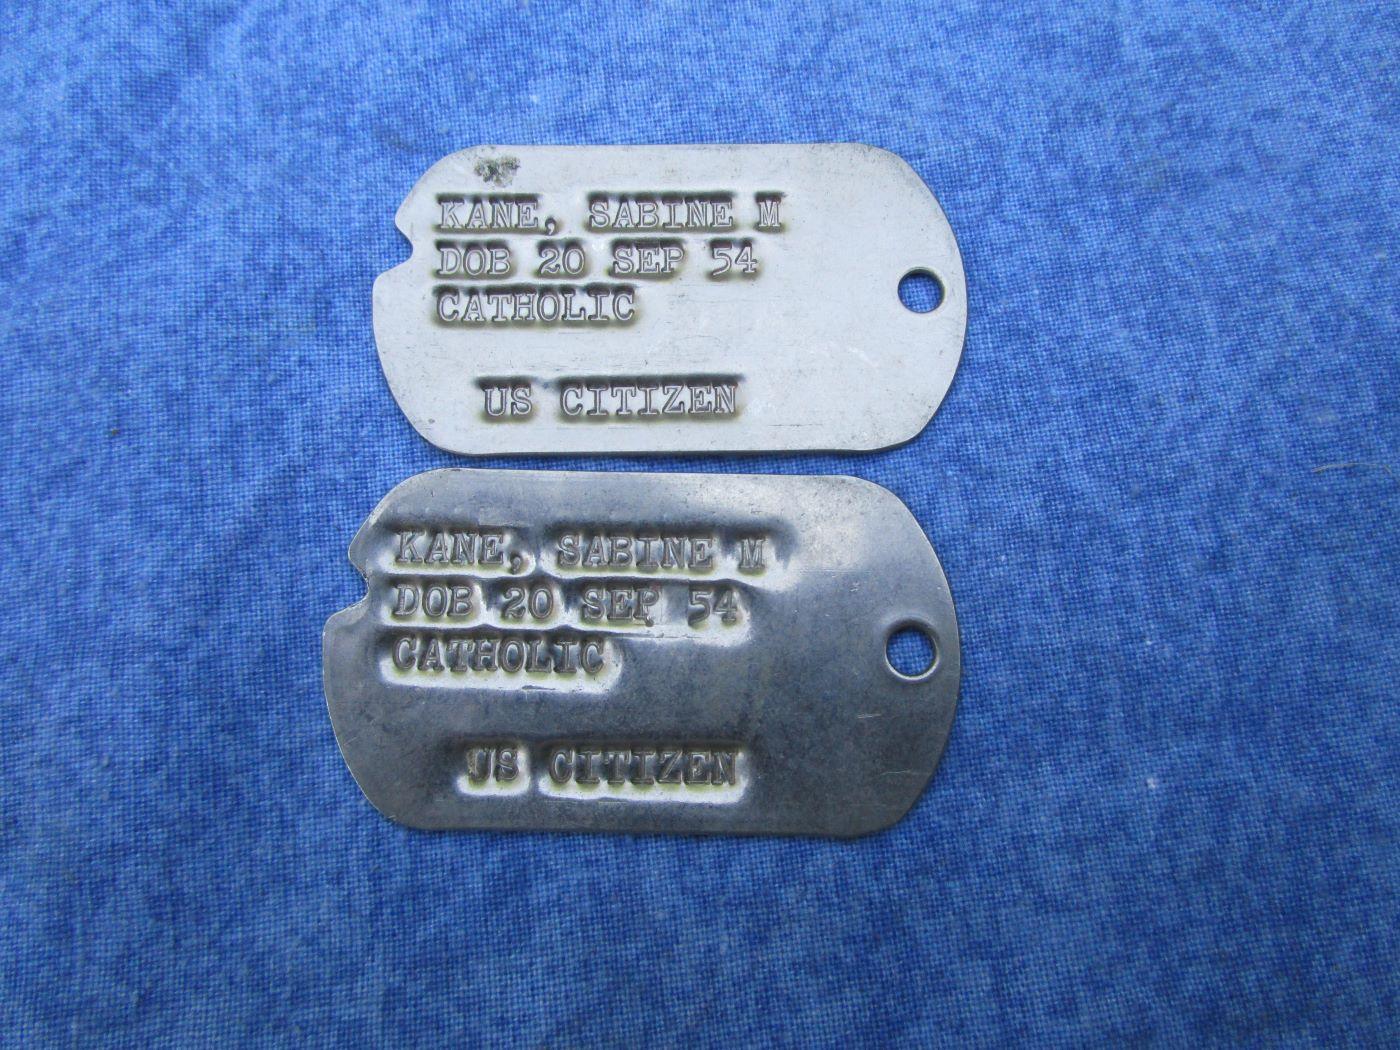 KANE, SABINE M
DOB 20 SEP 54
CATHOLIC
US CITIZEN
KANE, SABINE M
DOB 20 SEP 54
CATHOLIC
US CITIZEN